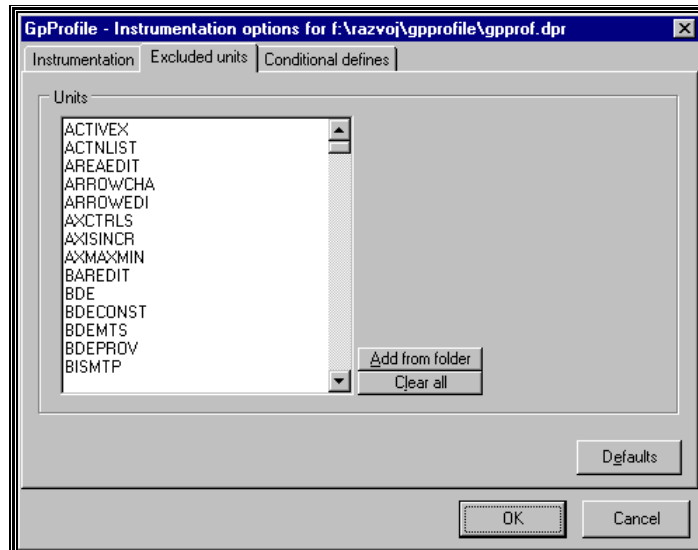 GpProfile - Instrumentation options for f:\razvoj\gpprofile\gpprof.dpr
Instrumentation
Excluded units
Conditional defines
Units
ACTIVEX
ACTNLIST
AREAEDIT
ARROWCHA
ARROWEDI
AXCTRLS
AXISINCR
AXMAXMIN
BAREDIT
BDE
BDECONST
BDEMTS
BDEPROV
BISMTP
Add from folder
Clear all
Defaults
OK
Cancel